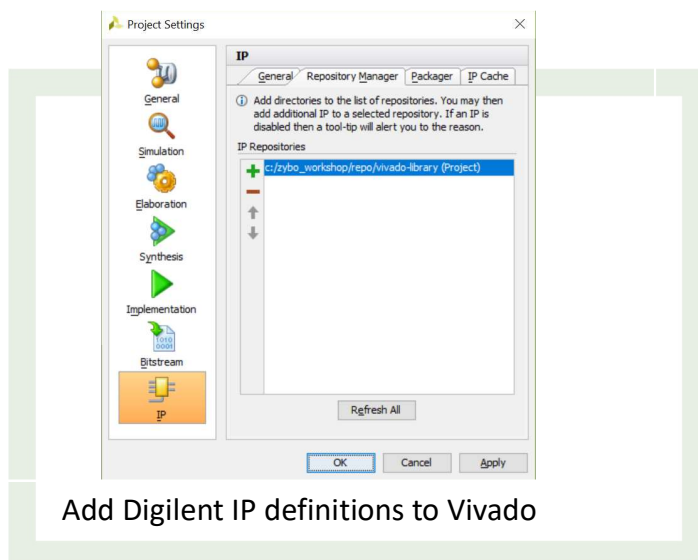 Project Settings
IP
General
Repository Manager
Packager
IP Cache
Add directories to the list of repositories. You may then
add additional IP to a selected repository. If an IP is
disabled then a tool-tip will alert you to the reason.
IP Repositories
c:/zybo_workshop/repo/vivado-library (Project)
General
Simulation
Elaboration
Synthesis
Implementation
1010
0001
Bitstream
IP
Refresh All
OK
Cancel
Apply
Add Digilent IP definitions to Vivado